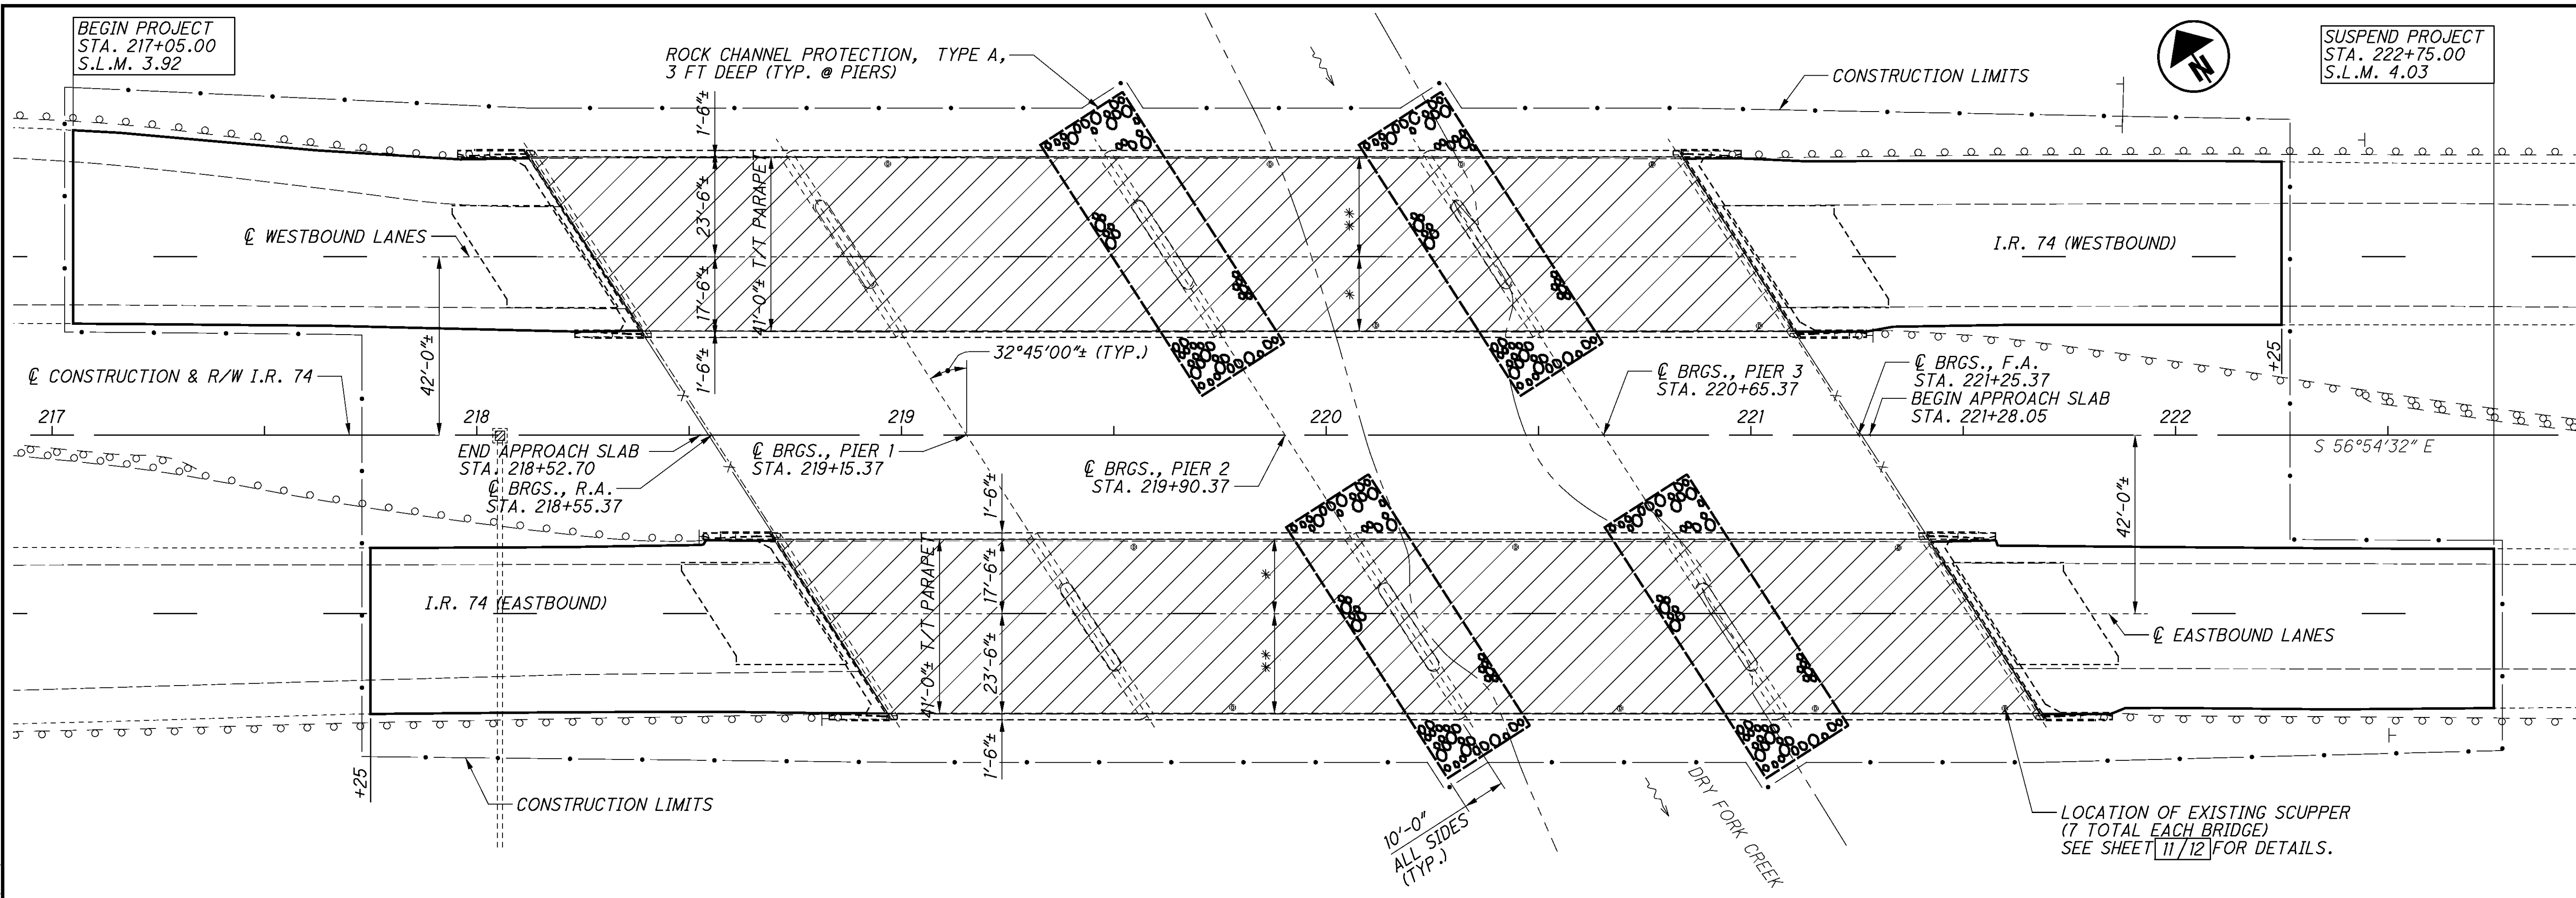 BEGIN PROJECT
STA. 217+05.00
S.L.M. 3.92
ROCK CHANNEL PROTECTION, TYPE A,
3 FT DEEP (TYP. @ PIERS)
CONSTRUCTION LIMITS
N
SUSPEND PROJECT
STA. 222+75.00
S.L.M. 4.03
1'-6"±
23'-6"±
41'-0"± T/T PARAPET
17'-6"±
1'-6"±
**
*
℄ WESTBOUND LANES
I.R. 74 (WESTBOUND)
42'-0"±
32°45'00"± (TYP.)
℄ CONSTRUCTION & R/W I.R. 74
℄ BRGS., PIER 3
STA. 220+65.37
℄ BRGS., F.A.
STA. 221+25.37
BEGIN APPROACH SLAB
STA. 221+28.05
+25
217
218
219
220
221
222
S 56°54'32" E
END APPROACH SLAB
STA. 218+52.70
℄ BRGS., R.A.
STA. 218+55.37
℄ BRGS., PIER 1
STA. 219+15.37
℄ BRGS., PIER 2
STA. 219+90.37
42'-0"±
1'-6"±
17'-6"±
41'-0"± T/T PARAPET
23'-6"±
1'-6"±
*
**
I.R. 74 (EASTBOUND)
℄ EASTBOUND LANES
+25
CONSTRUCTION LIMITS
10'-0"
ALL SIDES
(TYP.)
DRY FORK CREEK
LOCATION OF EXISTING SCUPPER
(7 TOTAL EACH BRIDGE)
SEE SHEET 11/12 FOR DETAILS.